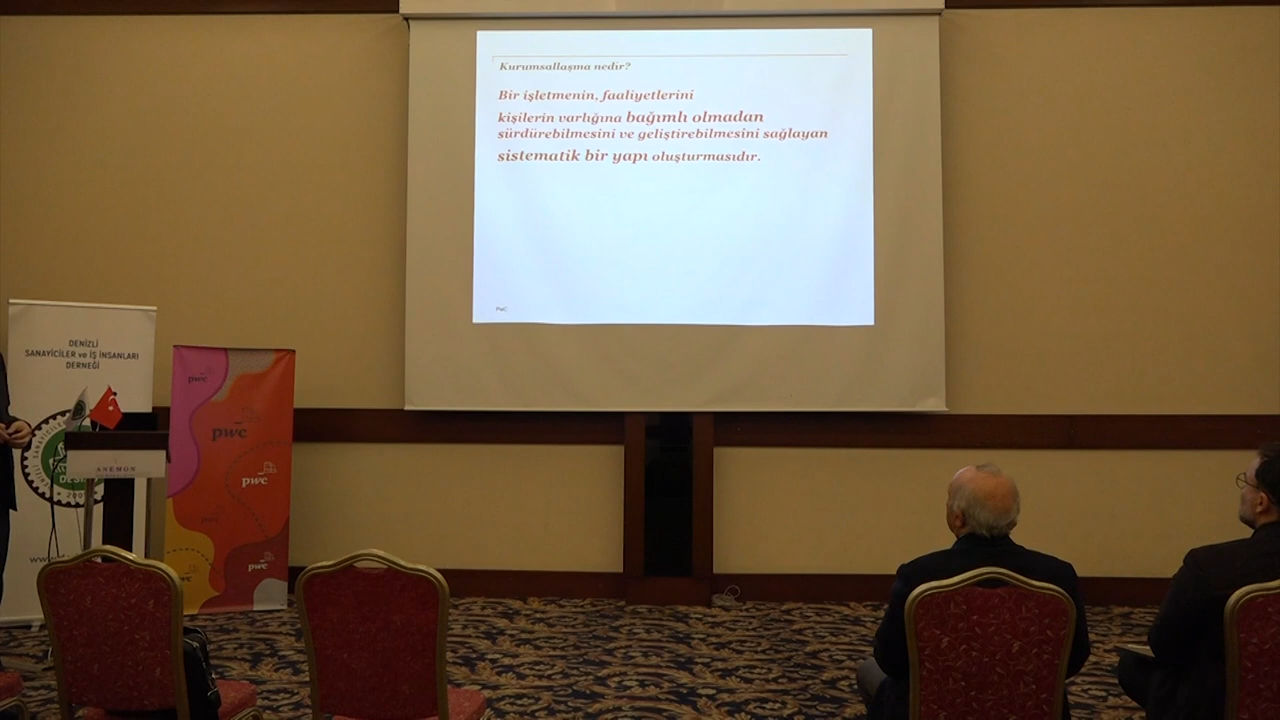 Kurumsallaşma nedir?
Bir işletmenin, faaliyetlerini
kişilerin varlığına bağımlı olmadan
sürdürebilmesini ve geliştirebilmesini sağlayan
sistematik bir yapı oluşturmasıdır.
PwC
DENİZLİ
SANAYİCİLER ve İŞ İNSANLARI
DERNEĞİ
ANEMON
pwc
pwc
pwc
pwc
pwc